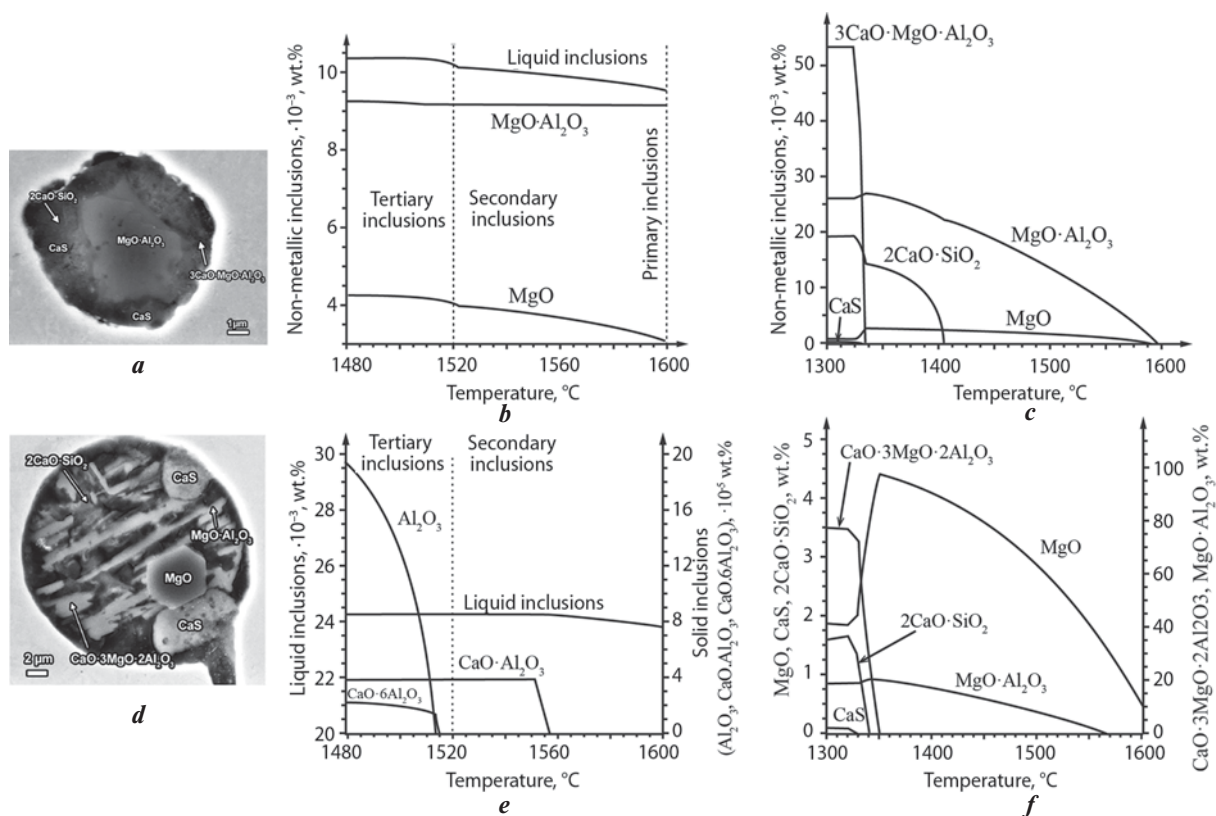 2CaO·SiO₂
CaS
MgO·Al₂O₃
3CaO·MgO·Al₂O₃
CaS
1µm
a
Non-metallic inclusions, ·10⁻³, wt.%
10
8
6
4
Liquid inclusions
MgO·Al₂O₃
Tertiary
inclusions
Secondary
inclusions
Primary inclusions
MgO
1480 1520 1560 1600
Temperature, °C
b
Non-metallic inclusions, ·10⁻³, wt.%
50
40
30
20
10
0
3CaO·MgO·Al₂O₃
MgO·Al₂O₃
2CaO·SiO₂
CaS
MgO
1300 1400 1500 1600
Temperature, °C
c
2CaO·SiO₂
CaS
MgO·Al₂O₃
MgO
CaS
CaO·3MgO·2Al₂O₃
2 µm
d
Liquid inclusions, ·10⁻³, wt.%
30
28
26
24
22
20
Tertiary
inclusions
Secondary
inclusions
Al₂O₃
Liquid inclusions
CaO·Al₂O₃
CaO·6Al₂O₃
20
16
12
8
4
0
Solid inclusions
(Al₂O₃, CaO.Al₂O₃, CaO.6Al₂O₃), ·10⁻⁵ wt.%
1480 1520 1560 1600
Temperature, °C
e
MgO, CaS, 2CaO·SiO₂, wt.%
5
4
3
2
1
0
CaO·3MgO·2Al₂O₃
MgO
2CaO·SiO₂
MgO·Al₂O₃
CaS
100
80
60
40
20
0
CaO·3MgO·2Al2O3, MgO·Al₂O₃, wt.%
1300 1400 1500 1600
Temperature, °C
f